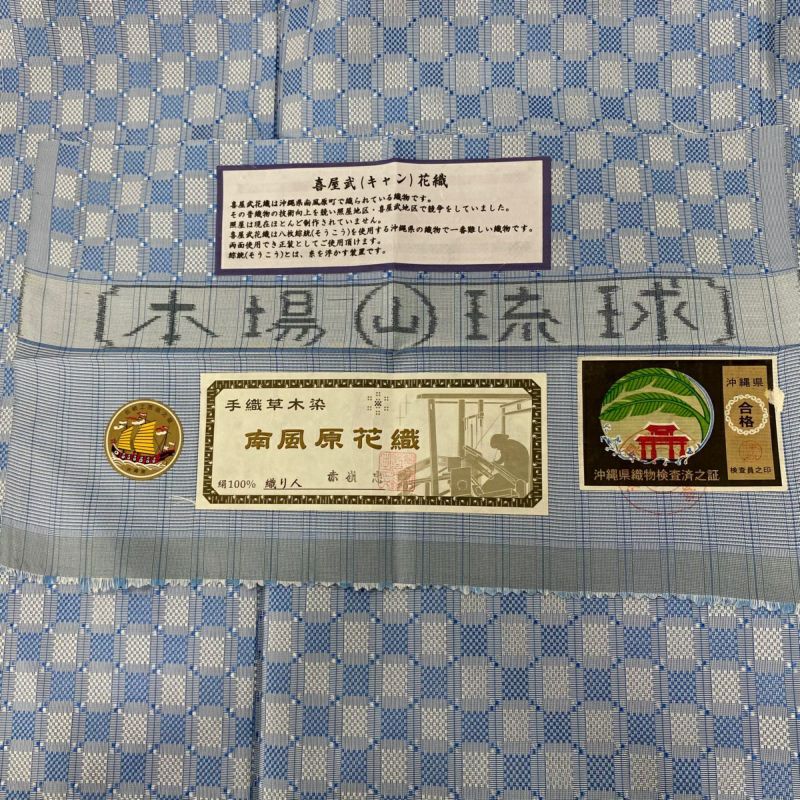 喜屋武(キャン)花織
喜屋武花織は沖縄県南風原町で織られている織物です。
その昔織物の技術向上を競い照屋地区・喜屋武地区で競争をしていました。
照屋は現在ほとんど制作されていません。
喜屋武花織は八枚綜絖(そうこう)を使用する沖縄県の織物で一番難しい織物です。
両面使用でき正装としてご使用頂けます。
綜絖(そうこう)とは、糸を浮かす装置です。
[本場山琉球]
手織草木染
南風原花織
絹100% 織り人 赤嶺
沖縄県
合格
検査員之印
沖縄県織物検査済之証